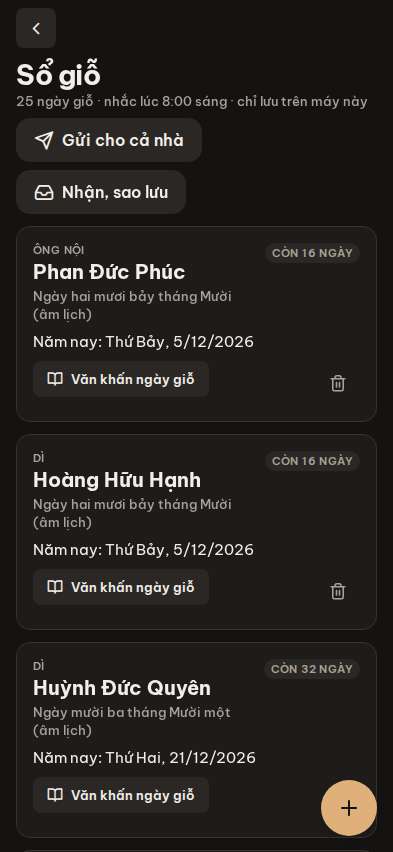 Sổ giỗ
25 ngày giỗ · nhắc lúc 8:00 sáng · chỉ lưu trên máy này
Gửi cho cả nhà
Nhận, sao lưu
ÔNG NỘI
CÒN 16 NGÀY
Phan Đức Phúc
Ngày hai mươi bảy tháng Mười
(âm lịch)
Năm nay: Thứ Bảy, 5/12/2026
Văn khấn ngày giỗ
DÌ
CÒN 16 NGÀY
Hoàng Hữu Hạnh
Ngày hai mươi bảy tháng Mười
(âm lịch)
Năm nay: Thứ Bảy, 5/12/2026
Văn khấn ngày giỗ
DÌ
CÒN 32 NGÀY
Huỳnh Đức Quyên
Ngày mười ba tháng Mười một
(âm lịch)
Năm nay: Thứ Hai, 21/12/2026
Văn khấn ngày giỗ